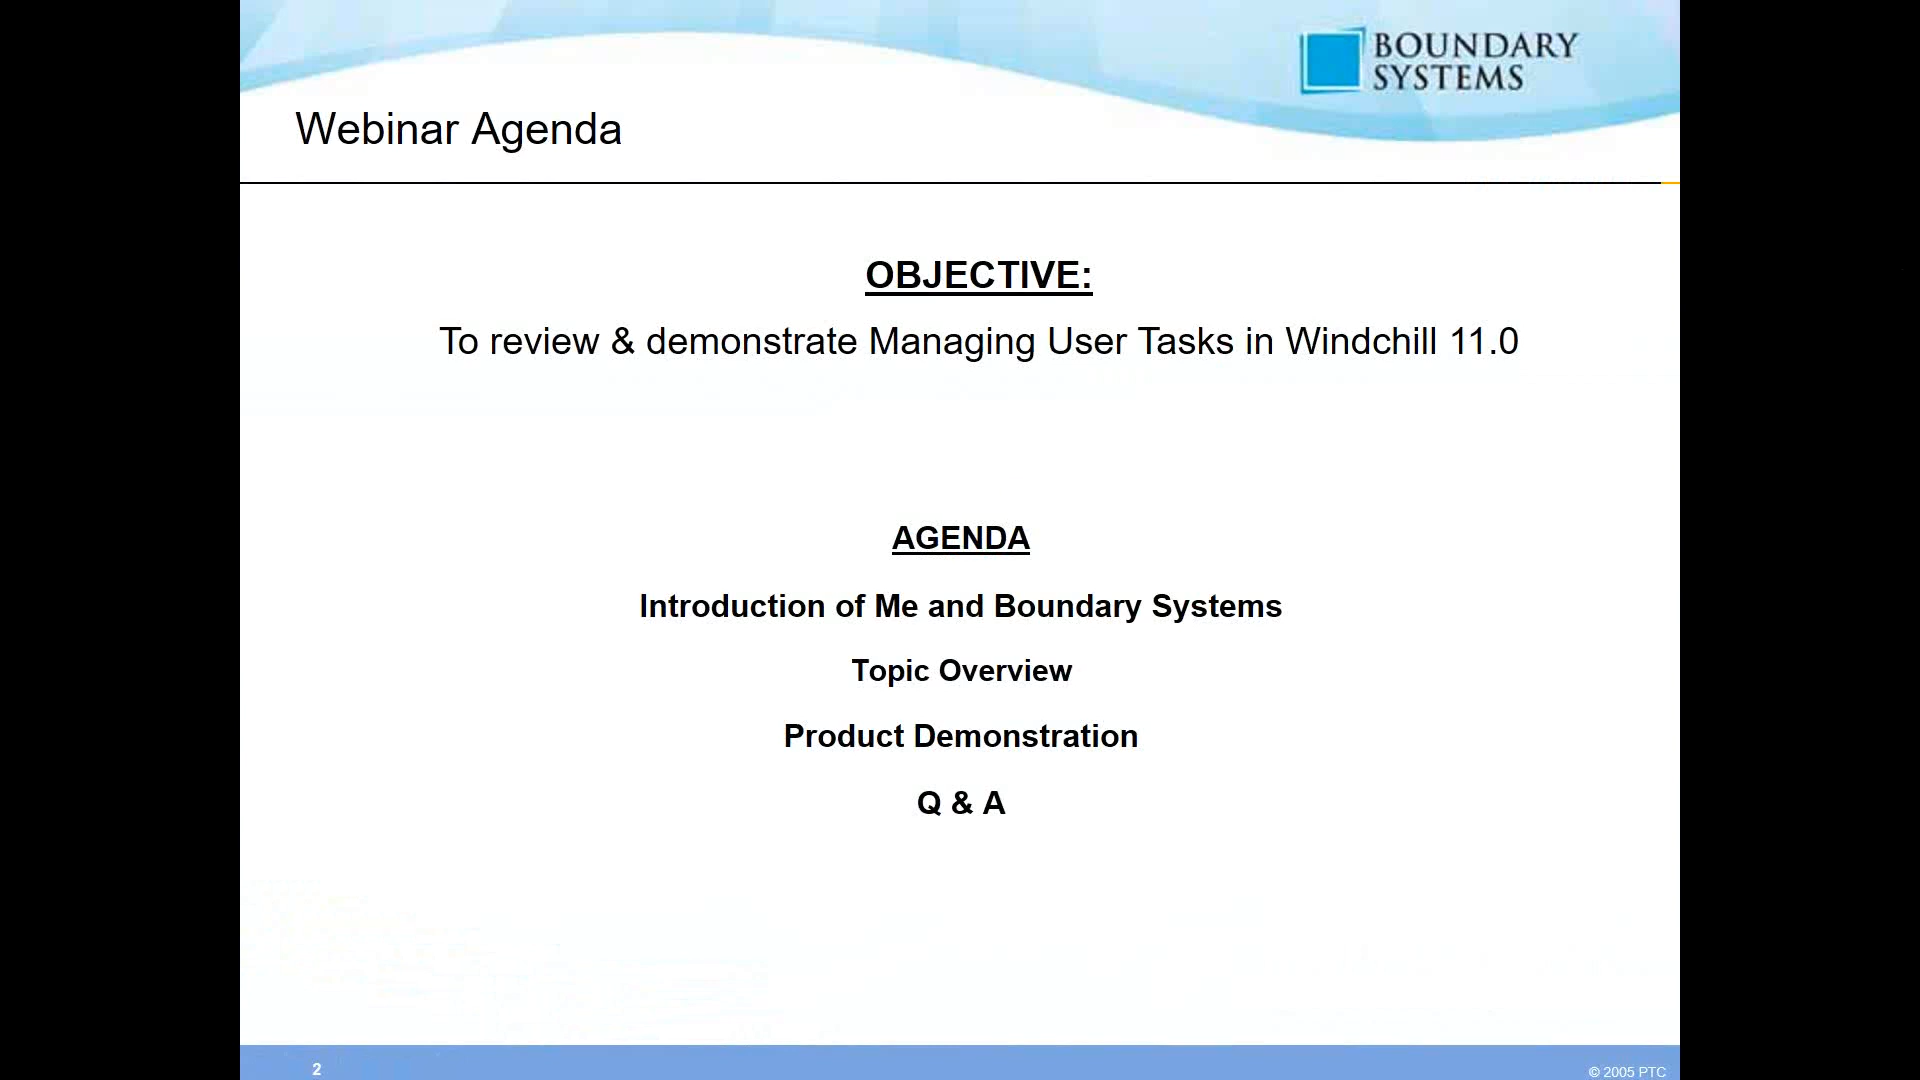 BOUNDARY
SYSTEMS
Webinar Agenda
OBJECTIVE:
To review & demonstrate Managing User Tasks in Windchill 11.0
AGENDA
Introduction of Me and Boundary Systems
Topic Overview
Product Demonstration
Q & A
2
© 2005 PTC